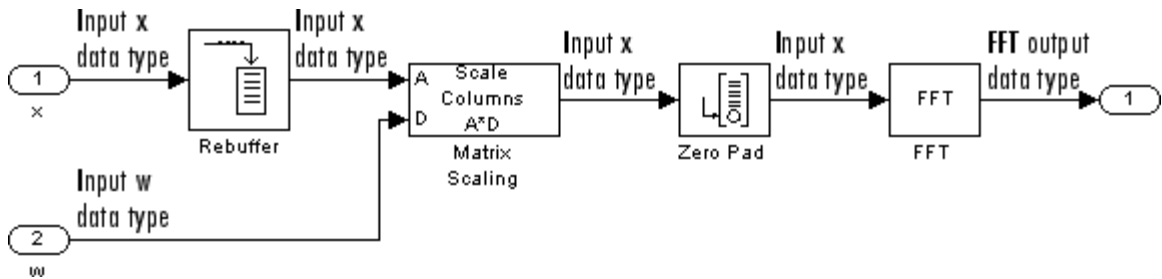 Input x
data type
1
x
Rebuffer
Input x
data type
A
D
Scale
Columns
A*D
Matrix
Scaling
Input x
data type
Zero Pad
Input x
data type
FFT
FFT
FFT output
data type
1
Input w
data type
2
w